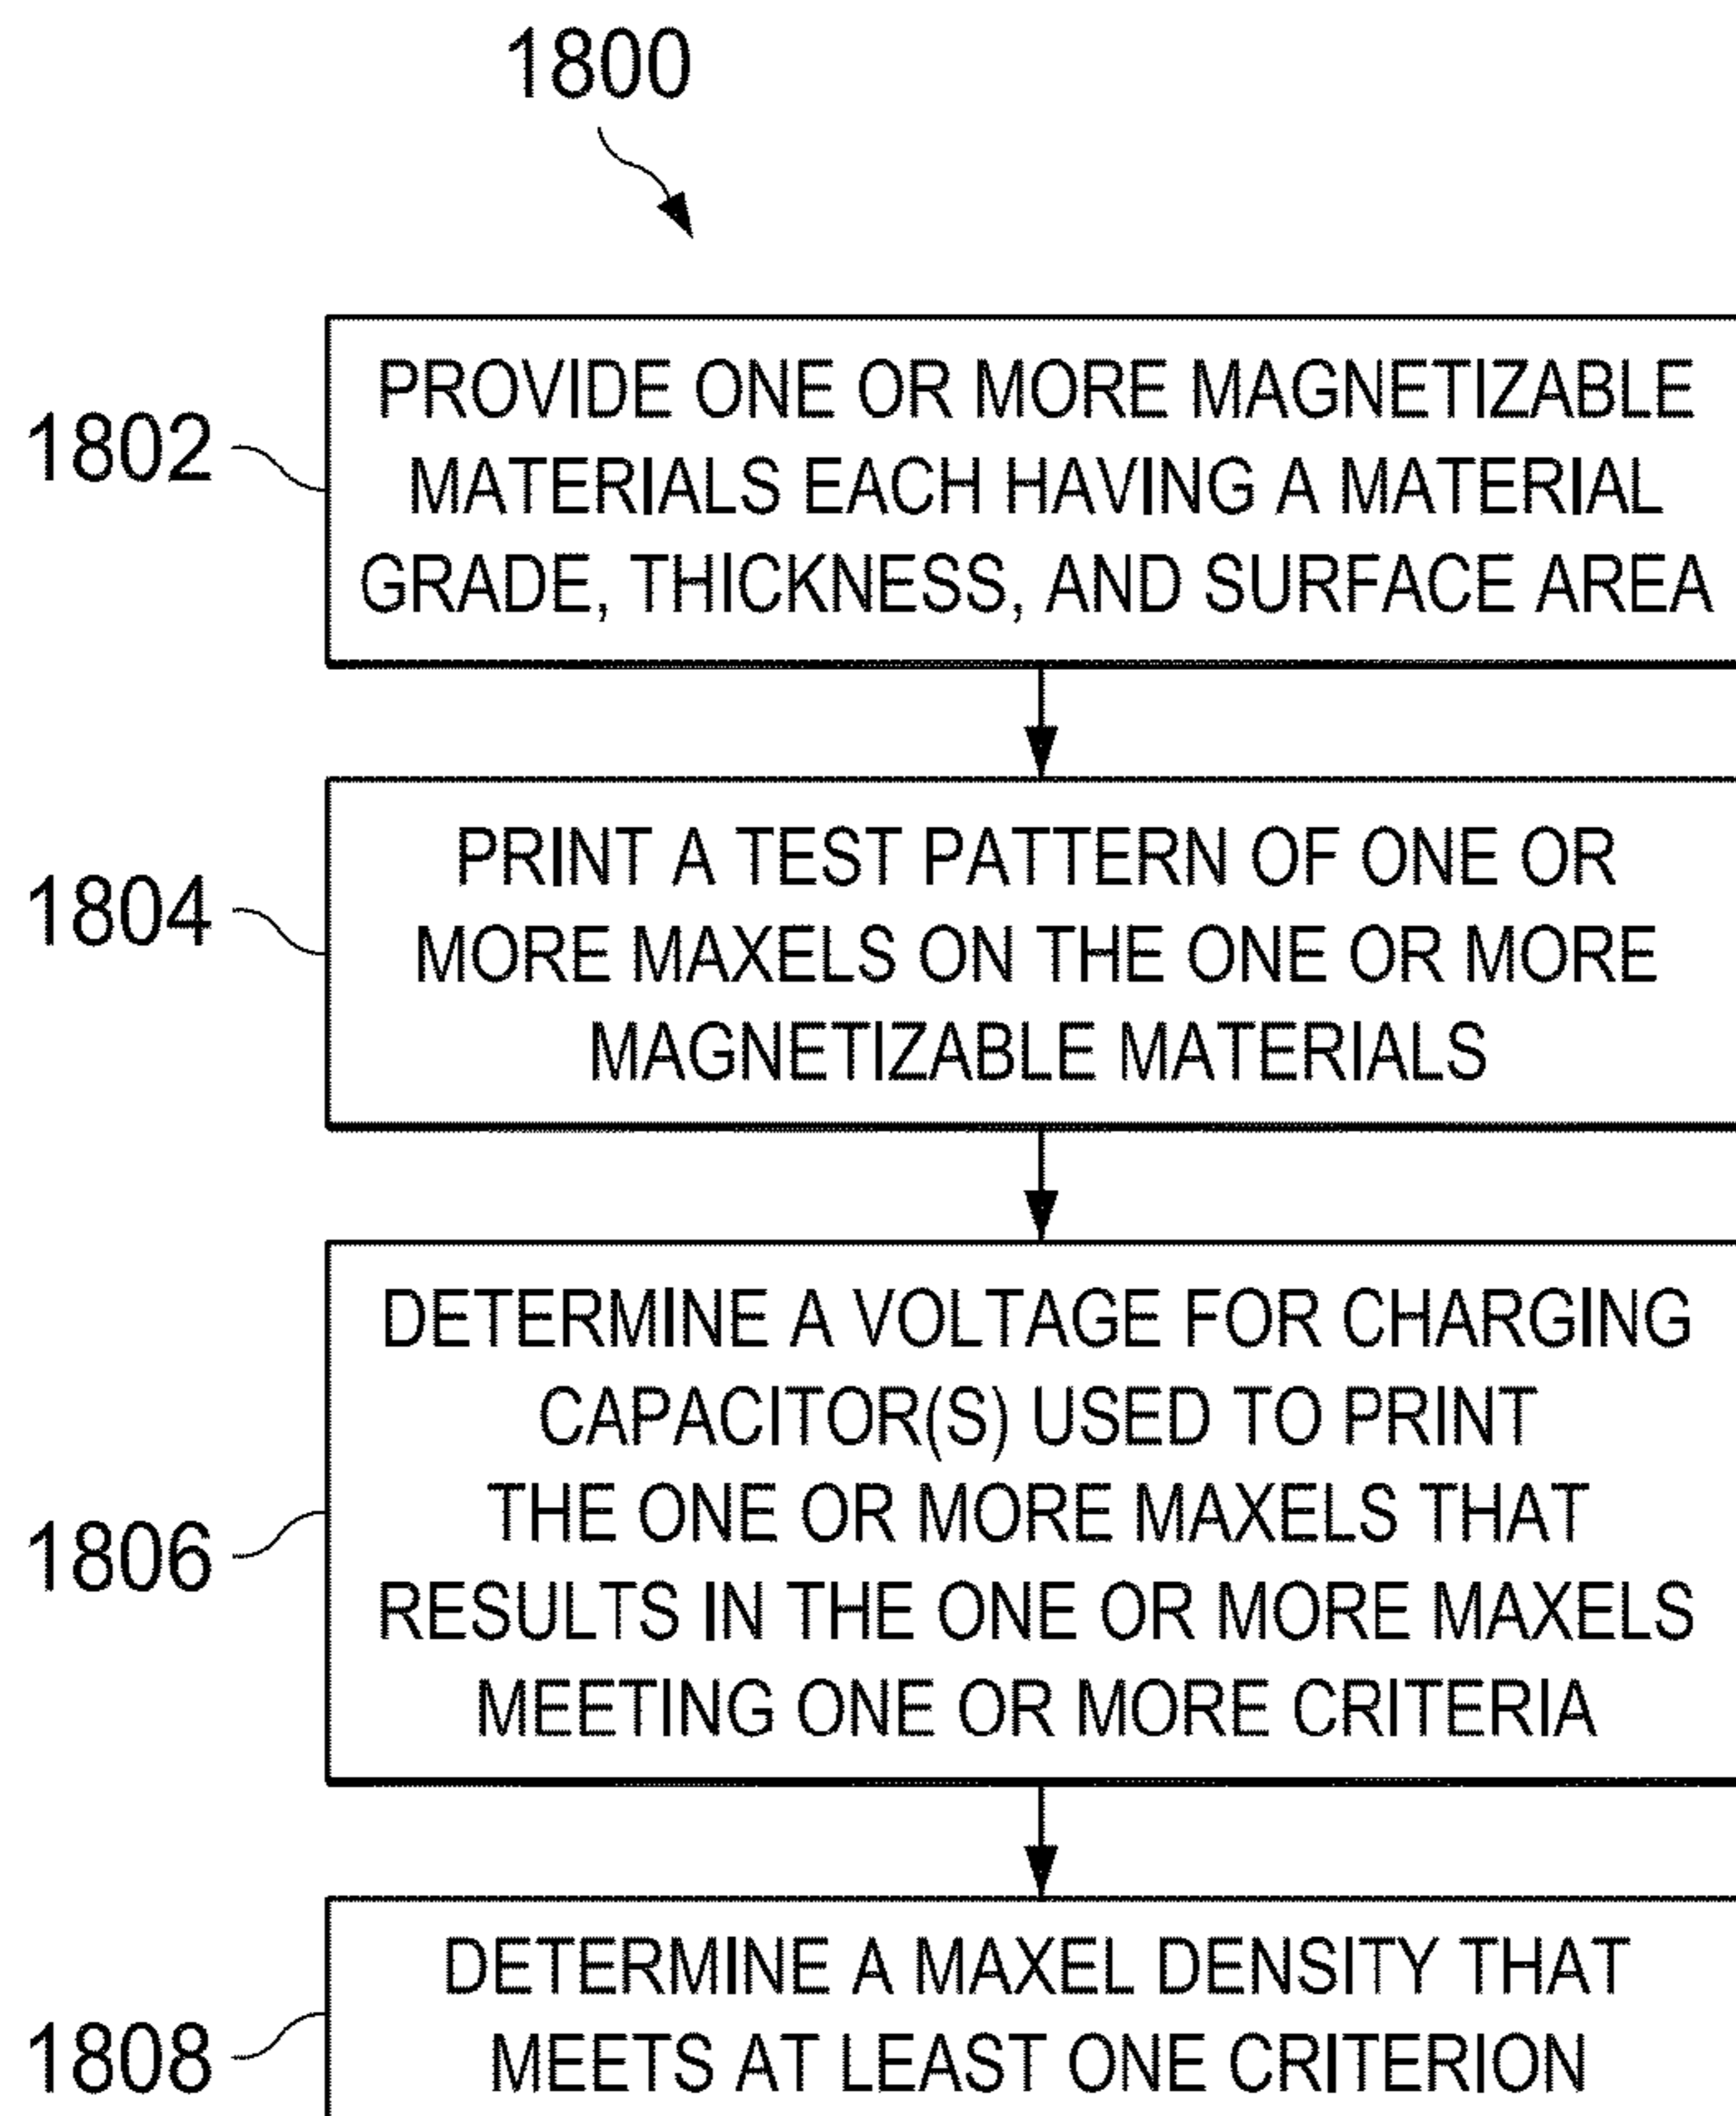 1800
1802
PROVIDE ONE OR MORE MAGNETIZABLE
MATERIALS EACH HAVING A MATERIAL
GRADE, THICKNESS, AND SURFACE AREA
1804
PRINT A TEST PATTERN OF ONE OR
MORE MAXELS ON THE ONE OR MORE
MAGNETIZABLE MATERIALS
1806
DETERMINE A VOLTAGE FOR CHARGING
CAPACITOR(S) USED TO PRINT
THE ONE OR MORE MAXELS THAT
RESULTS IN THE ONE OR MORE MAXELS
MEETING ONE OR MORE CRITERIA
1808
DETERMINE A MAXEL DENSITY THAT
MEETS AT LEAST ONE CRITERION